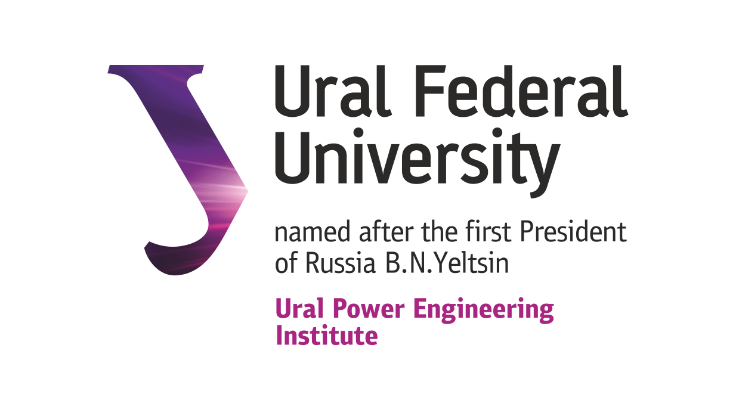 Ural Federal
University
named after the first President
of Russia B.N.Yeltsin
Ural Power Engineering
Institute